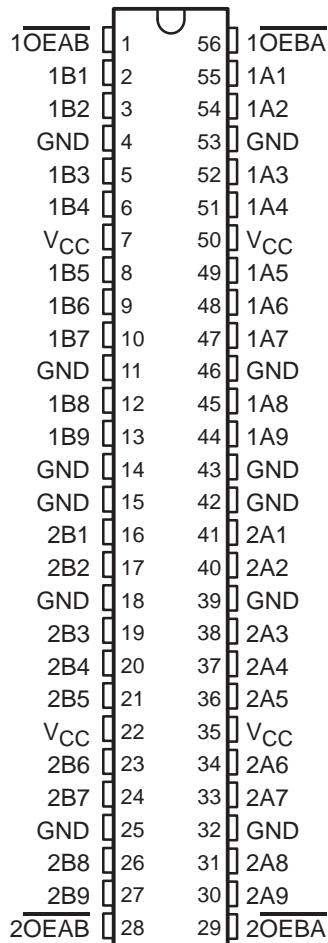 1OEAB 1 56 1OEBA
1B1 2 55 1A1
1B2 3 54 1A2
GND 4 53 GND
1B3 5 52 1A3
1B4 6 51 1A4
VCC 7 50 VCC
1B5 8 49 1A5
1B6 9 48 1A6
1B7 10 47 1A7
GND 11 46 GND
1B8 12 45 1A8
1B9 13 44 1A9
GND 14 43 GND
GND 15 42 GND
2B1 16 41 2A1
2B2 17 40 2A2
GND 18 39 GND
2B3 19 38 2A3
2B4 20 37 2A4
2B5 21 36 2A5
VCC 22 35 VCC
2B6 23 34 2A6
2B7 24 33 2A7
GND 25 32 GND
2B8 26 31 2A8
2B9 27 30 2A9
2OEAB 28 29 2OEBA